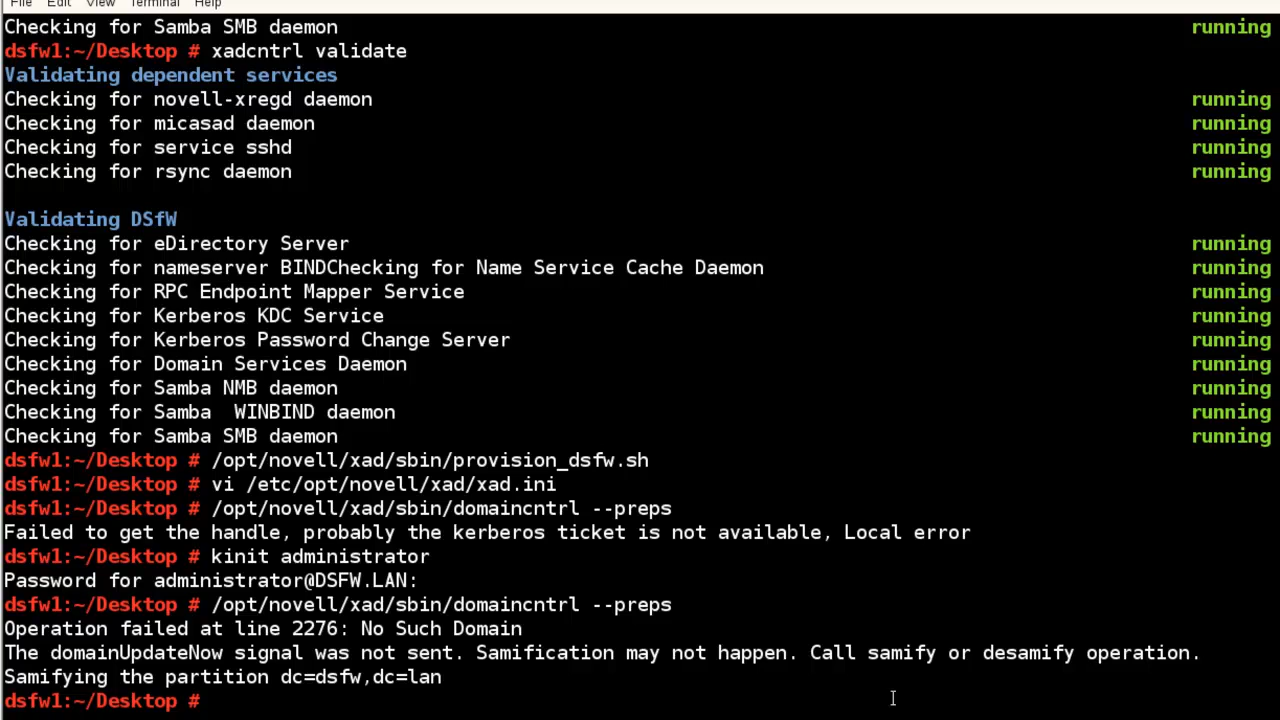 File Edit View Terminal Help
Checking for Samba SMB daemon running
dsfw1:~/Desktop # xadcntrl validate
Validating dependent services
Checking for novell-xregd daemon running
Checking for micasad daemon running
Checking for service sshd running
Checking for rsync daemon running
Validating DSfW
Checking for eDirectory Server running
Checking for nameserver BINDChecking for Name Service Cache Daemon running
Checking for RPC Endpoint Mapper Service running
Checking for Kerberos KDC Service running
Checking for Kerberos Password Change Server running
Checking for Domain Services Daemon running
Checking for Samba NMB daemon running
Checking for Samba  WINBIND daemon running
Checking for Samba SMB daemon running
dsfw1:~/Desktop # /opt/novell/xad/sbin/provision_dsfw.sh
dsfw1:~/Desktop # vi /etc/opt/novell/xad/xad.ini
dsfw1:~/Desktop # /opt/novell/xad/sbin/domaincntrl --preps
Failed to get the handle, probably the kerberos ticket is not available, Local error
dsfw1:~/Desktop # kinit administrator
Password for administrator@DSFW.LAN:
dsfw1:~/Desktop # /opt/novell/xad/sbin/domaincntrl --preps
Operation failed at line 2276: No Such Domain
The domainUpdateNow signal was not sent. Samification may not happen. Call samify or desamify operation.
Samifying the partition dc=dsfw,dc=lan
dsfw1:~/Desktop #